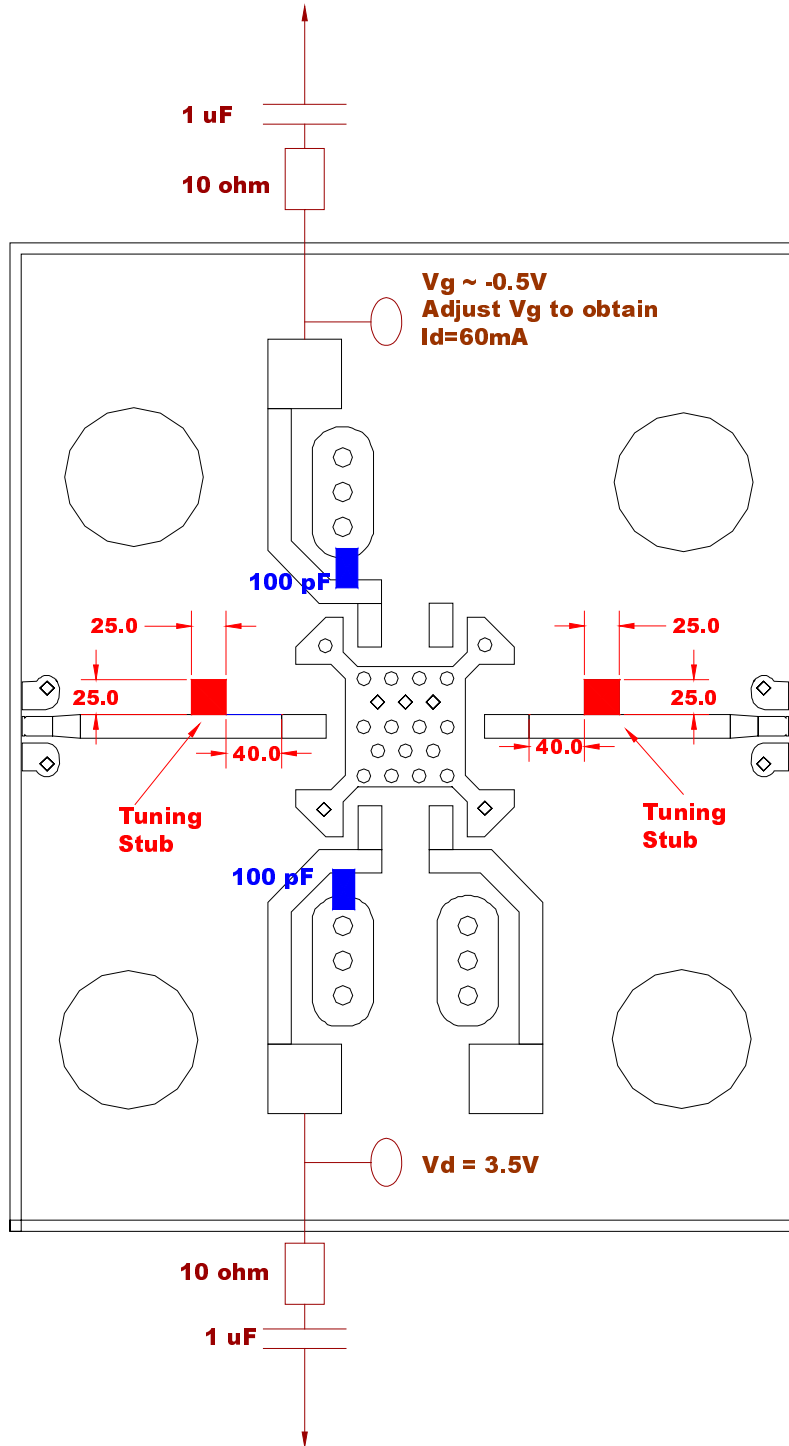 1 uF
10 ohm
Vg ~ -0.5V
Adjust Vg to obtain
Id=60mA
100 pF
25.0
25.0
25.0
25.0
40.0
40.0
Tuning
Stub
Tuning
Stub
100 pF
Vd = 3.5V
10 ohm
1 uF